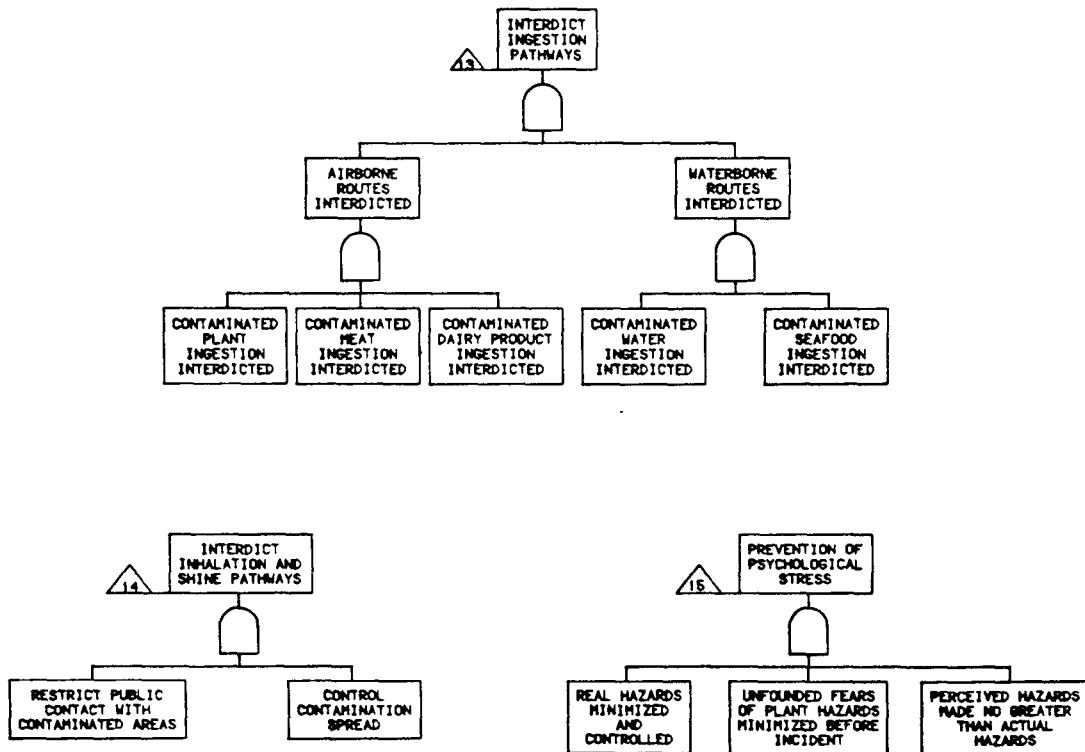 INTERDICT
INGESTION
PATHWAYS
13
AIRBORNE
ROUTES
INTERDICTED
WATERBORNE
ROUTES
INTERDICTED
CONTAMINATED
PLANT
INGESTION
INTERDICTED
CONTAMINATED
MEAT
INGESTION
INTERDICTED
CONTAMINATED
DAIRY PRODUCT
INGESTION
INTERDICTED
CONTAMINATED
WATER
INGESTION
INTERDICTED
CONTAMINATED
SEAFOOD
INGESTION
INTERDICTED
INTERDICT
INHALATION AND
SHINE PATHWAYS
14
RESTRICT PUBLIC
CONTACT WITH
CONTAMINATED AREAS
CONTROL
CONTAMINATION
SPREAD
PREVENTION OF
PSYCHOLOGICAL
STRESS
15
REAL HAZARDS
MINIMIZED
AND
CONTROLLED
UNFOUNDED FEARS
OF PLANT HAZARDS
MINIMIZED BEFORE
INCIDENT
PERCEIVED HAZARDS
MADE NO GREATER
THAN ACTUAL
HAZARDS